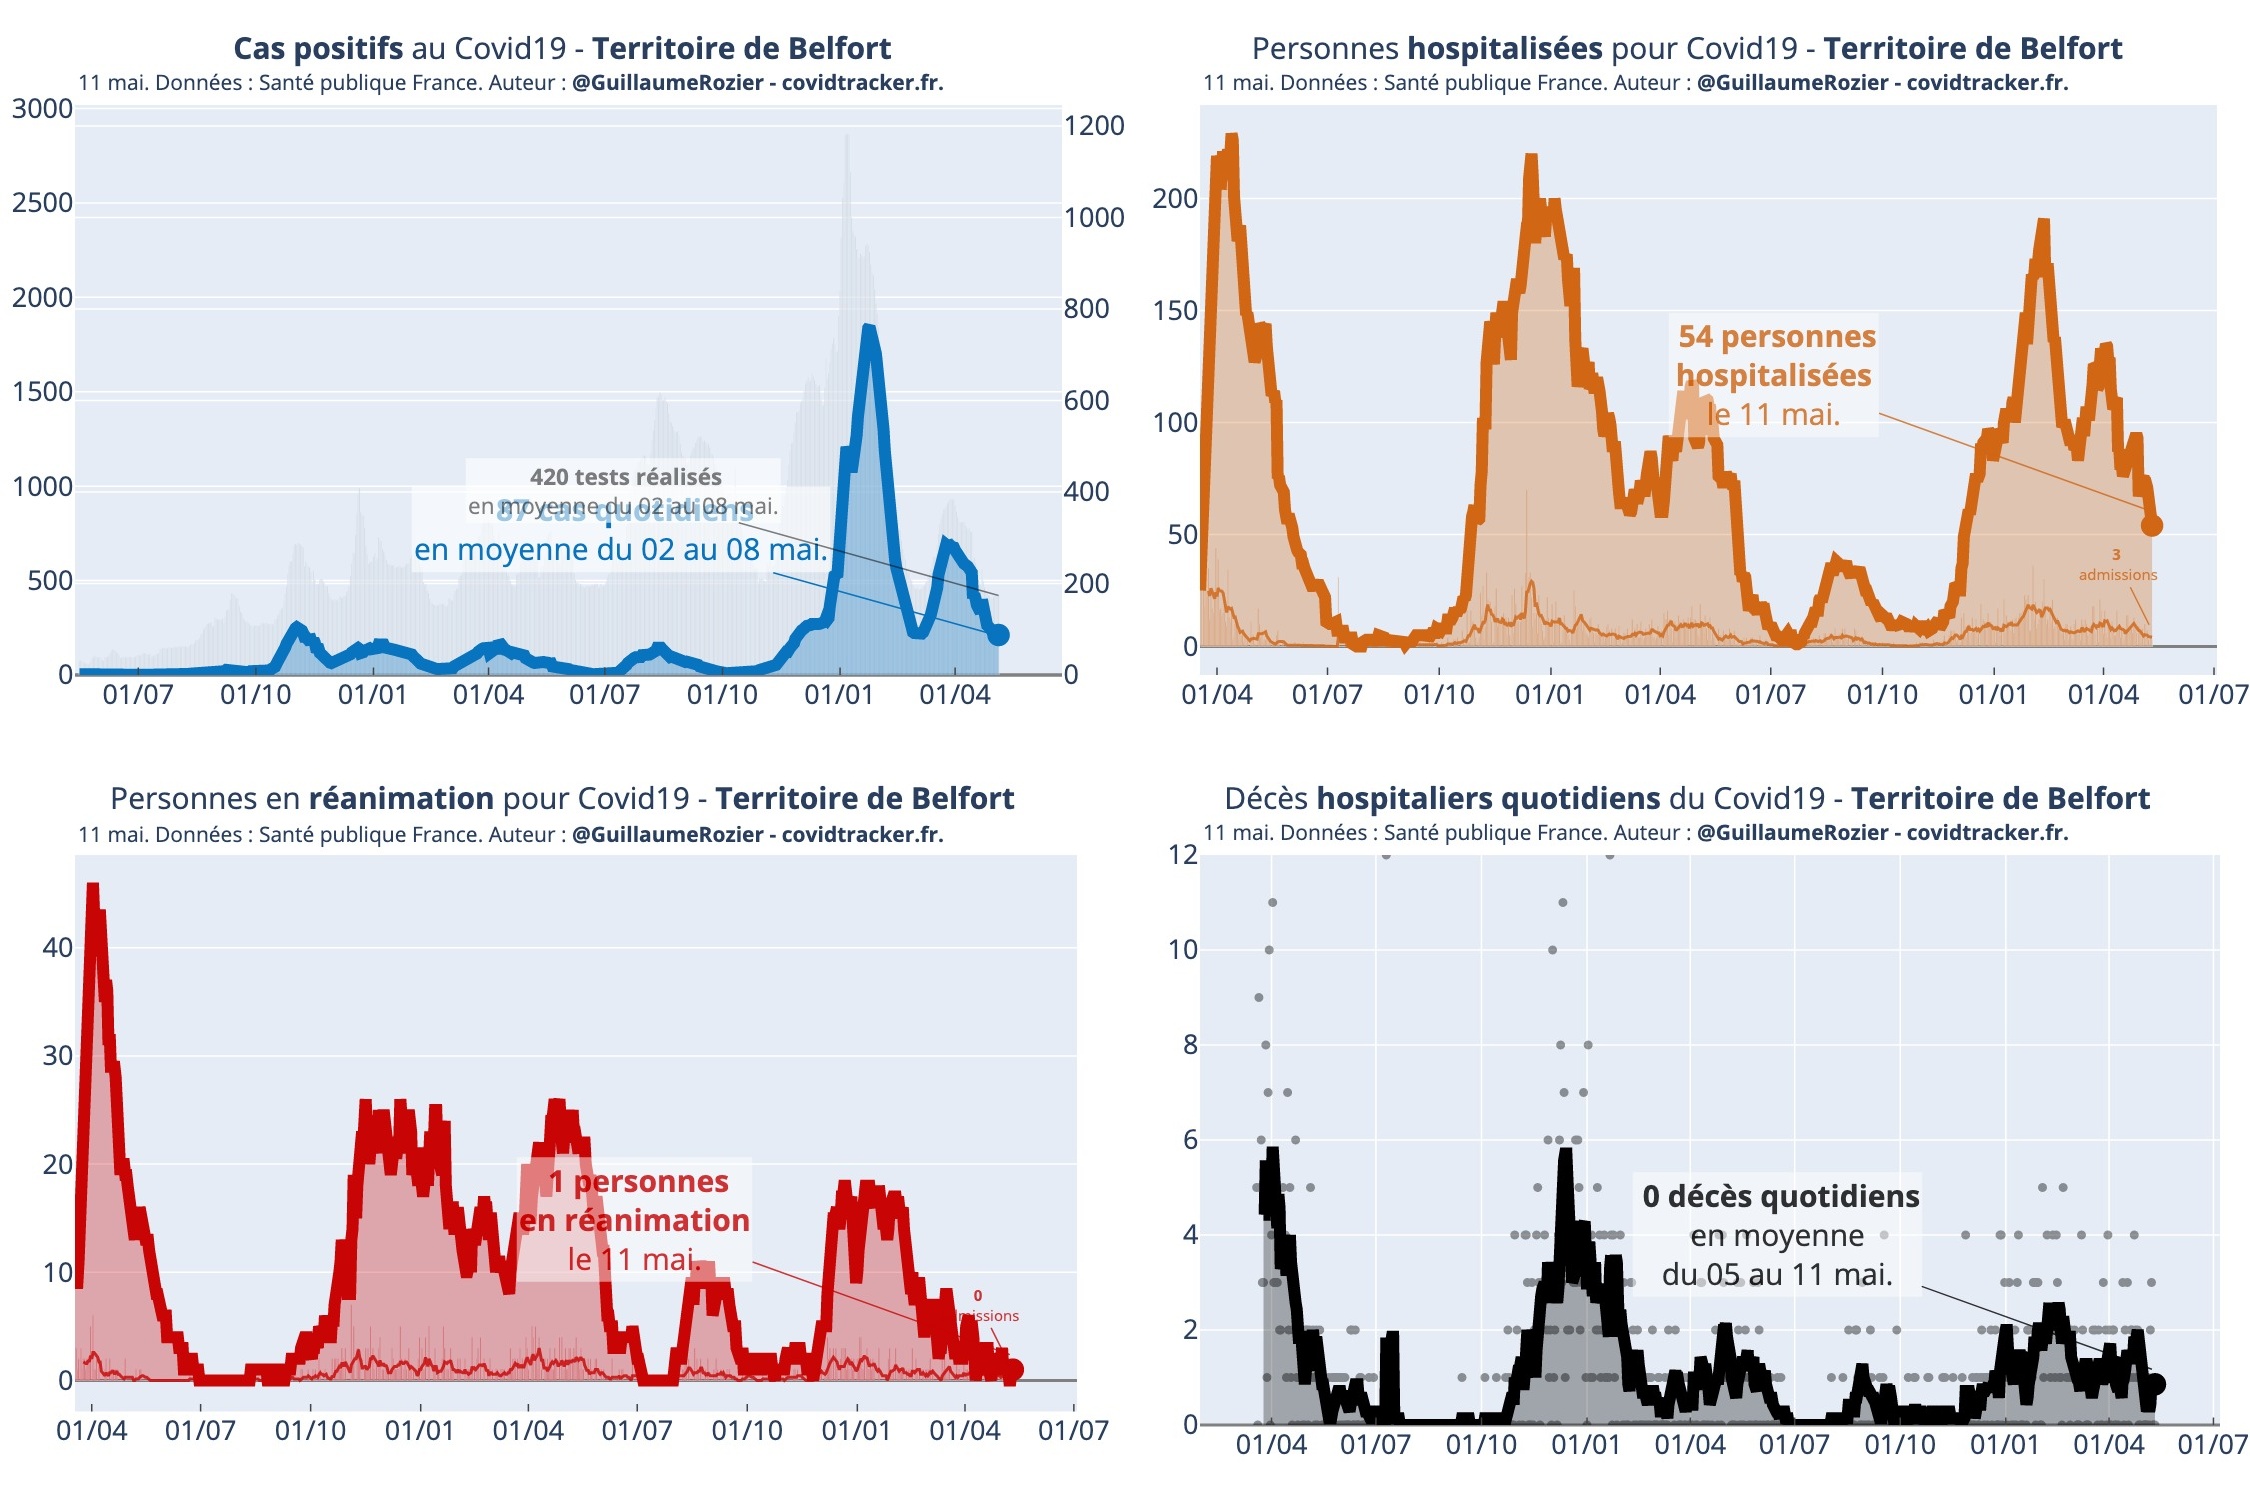 Cas positifs au Covid19 - Territoire de Belfort
11 mai. Données : Santé publique France. Auteur : @GuillaumeRozier - covidtracker.fr.
3000
2500
2000
1500
1000
500
0
1200
1000
800
600
400
200
0
420 tests réalisés
en moyenne du 02 au 08 mai.
87 cas quotidiens
en moyenne du 02 au 08 mai.
01/07 01/10 01/01 01/04 01/07 01/10 01/01 01/04
Personnes hospitalisées pour Covid19 - Territoire de Belfort
11 mai. Données : Santé publique France. Auteur : @GuillaumeRozier - covidtracker.fr.
200
150
100
50
0
54 personnes
hospitalisées
le 11 mai.
3
admissions
01/04 01/07 01/10 01/01 01/04 01/07 01/10 01/01 01/04 01/07
Personnes en réanimation pour Covid19 - Territoire de Belfort
11 mai. Données : Santé publique France. Auteur : @GuillaumeRozier - covidtracker.fr.
40
30
20
10
0
1 personnes
en réanimation
le 11 mai.
0
01/04 01/07 01/10 01/01 01/04 01/07 01/10 01/01 01/04 01/07
Décès hospitaliers quotidiens du Covid19 - Territoire de Belfort
11 mai. Données : Santé publique France. Auteur : @GuillaumeRozier - covidtracker.fr.
12
10
8
6
4
2
0
0 décès quotidiens
en moyenne
du 05 au 11 mai.
01/04 01/07 01/10 01/01 01/04 01/07 01/10 01/01 01/04 01/07